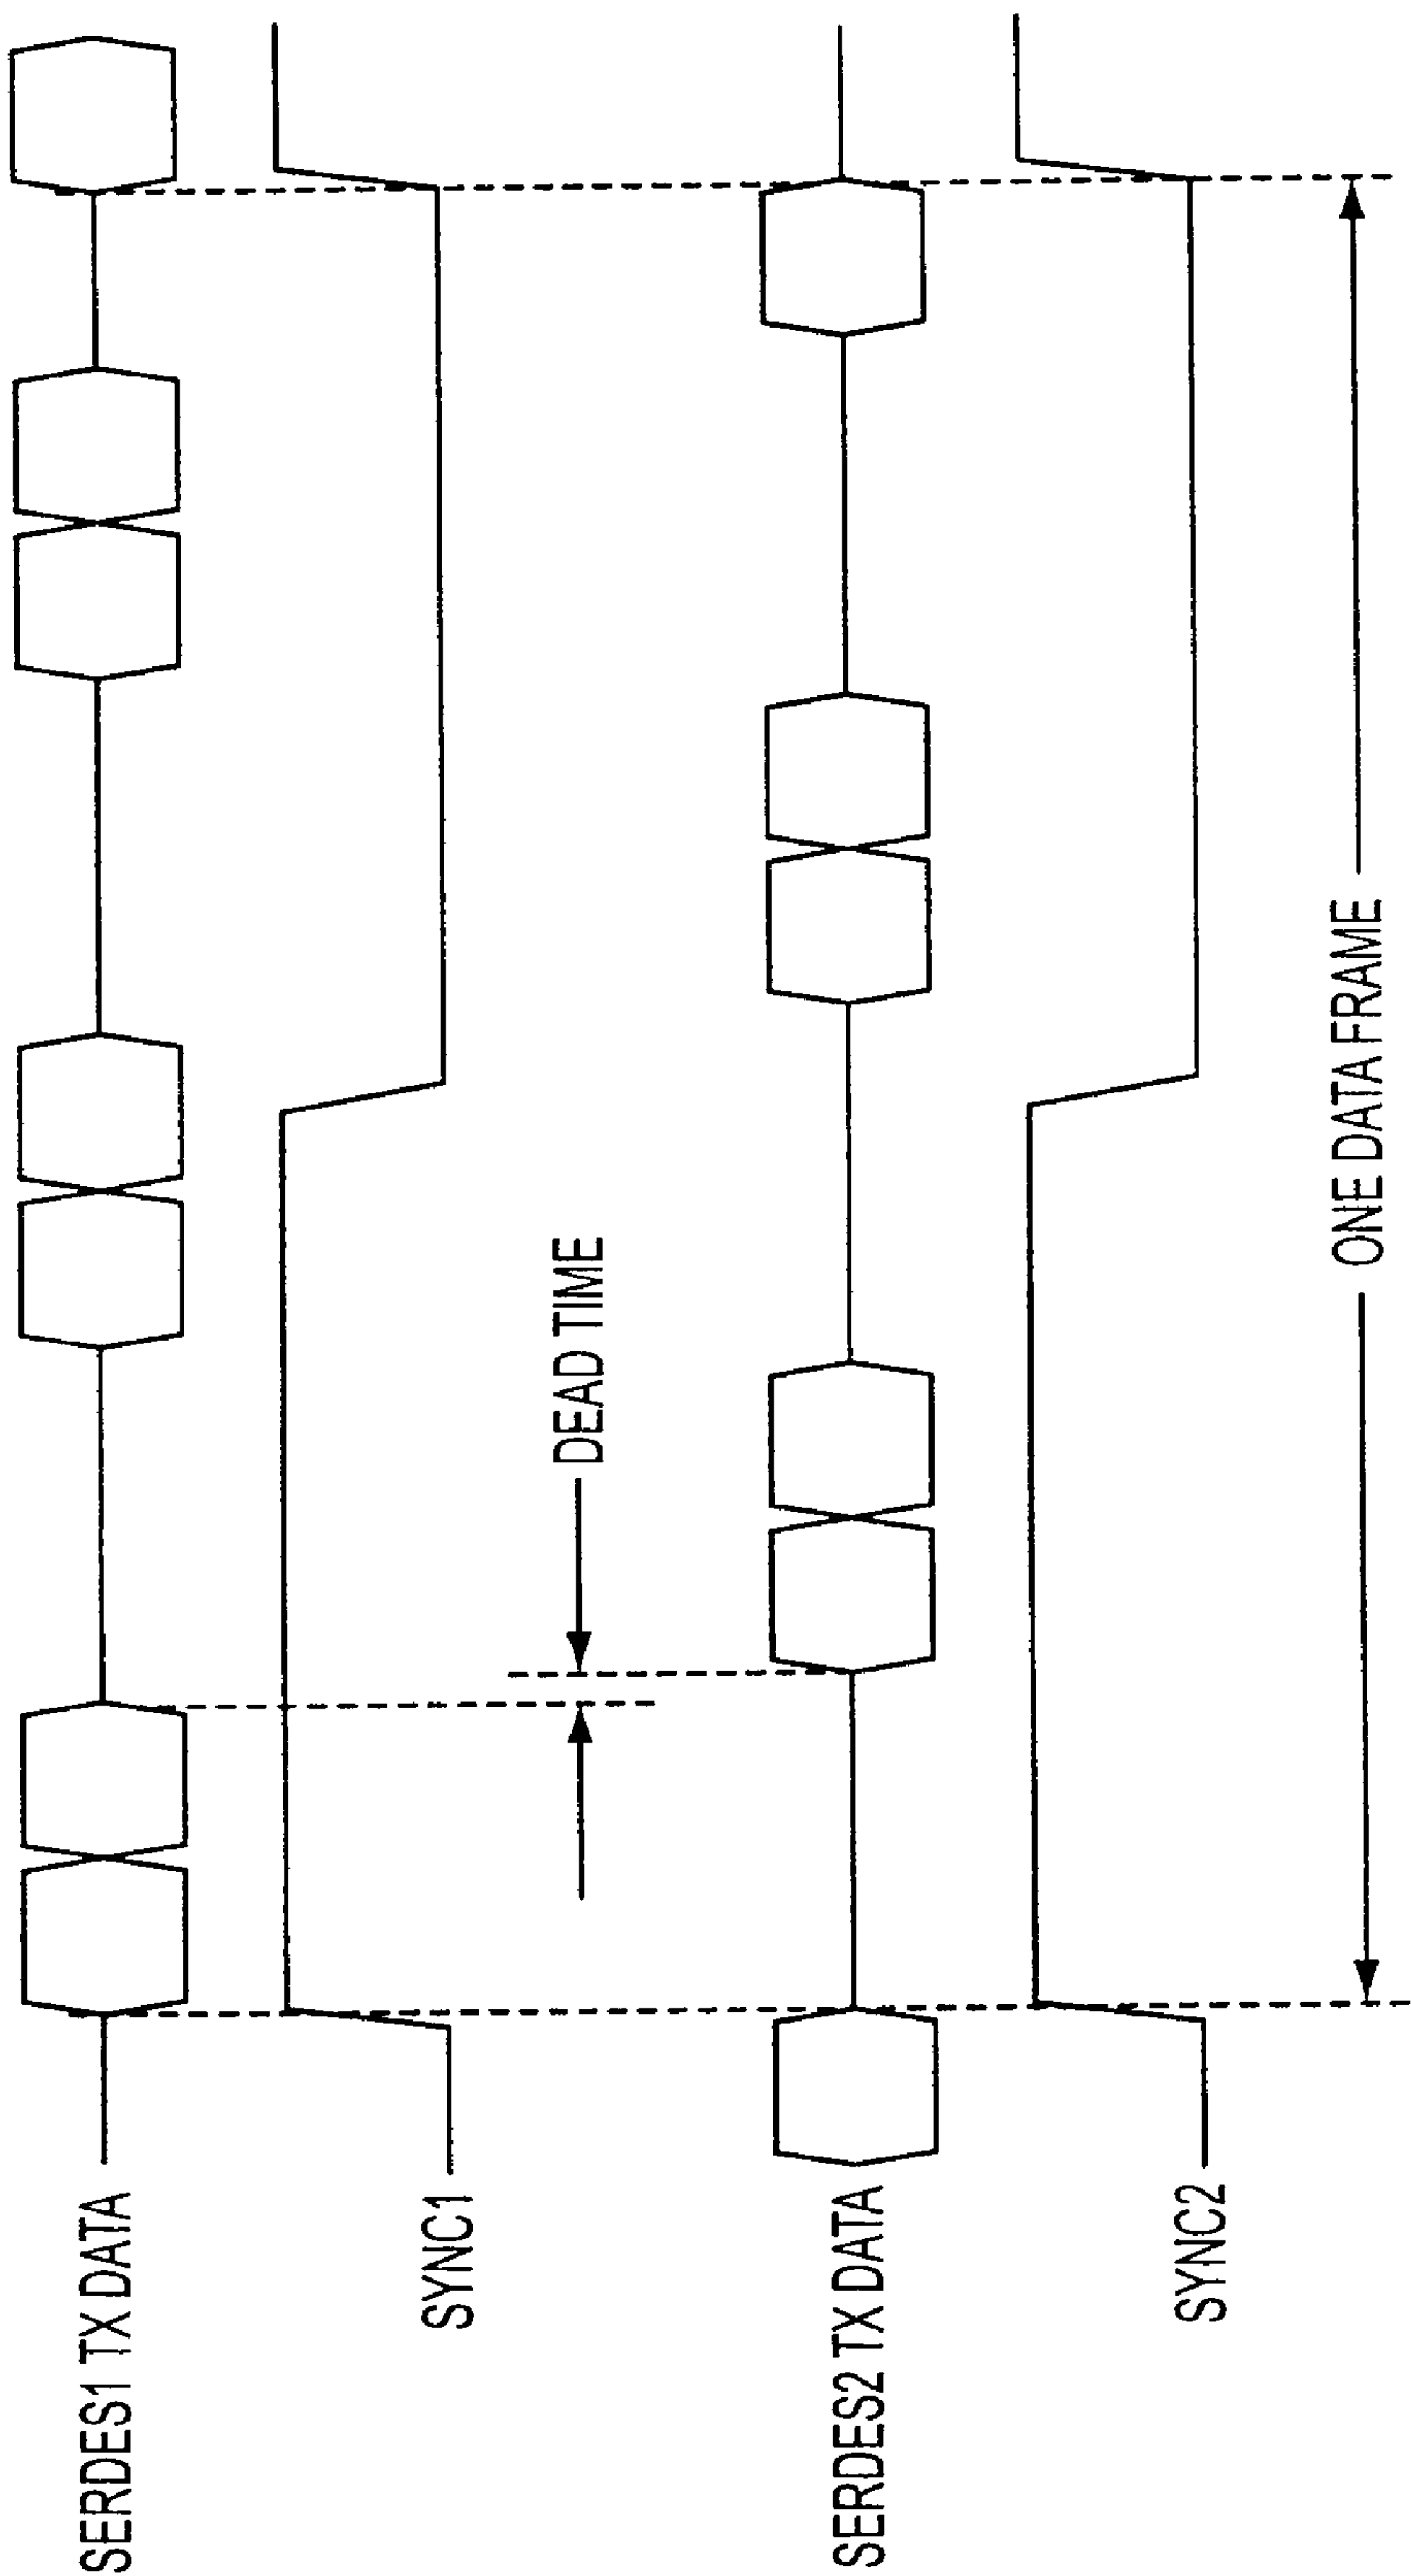 SERDES1 TX DATA
SYNC1
DEAD TIME
SERDES2 TX DATA
SYNC2
ONE DATA FRAME